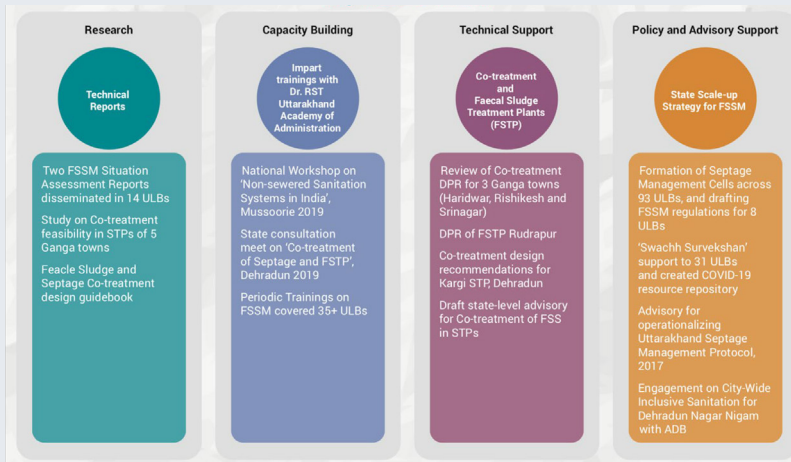 Research
Technical
Reports
Two FSSM Situation
Assessment Reports
disseminated in 14 ULBs
Study on Co-treatment
feasibility in STPs of 5
Ganga towns
Feacle Sludge and
Septage Co-treatment
design guidebook
Capacity Building
Impart
trainings with
Dr. RST
Uttarakhand
Academy of
Administration
National Workshop on
‘Non-sewered Sanitation
Systems in India’,
Mussoorie 2019
State consultation
meet on ‘Co-treatment
of Septage and FSTP’,
Dehradun 2019
Periodic Trainings on
FSSM covered 35+ ULBs
Technical Support
Co-treatment
and
Faecal Sludge
Treatment Plants
(FSTP)
Review of Co-treatment
DPR for 3 Ganga towns
(Haridwar, Rishikesh and
Srinagar)
DPR of FSTP Rudrapur
Co-treatment design
recommendations for
Kargi STP, Dehradun
Draft state-level advisory
for Co-treatment of FSS
in STPs
Policy and Advisory Support
State Scale-up
Strategy for FSSM
Formation of Septage
Management Cells across
93 ULBs, and drafting
FSSM regulations for 8
ULBs
‘Swachh Survekshan’
support to 31 ULBs
and created COVID-19
resource repository
Advisory for
operationalizing
Uttarakhand Septage
Management Protocol,
2017
Engagement on City-Wide
Inclusive Sanitation for
Dehradun Nagar Nigam
with ADB